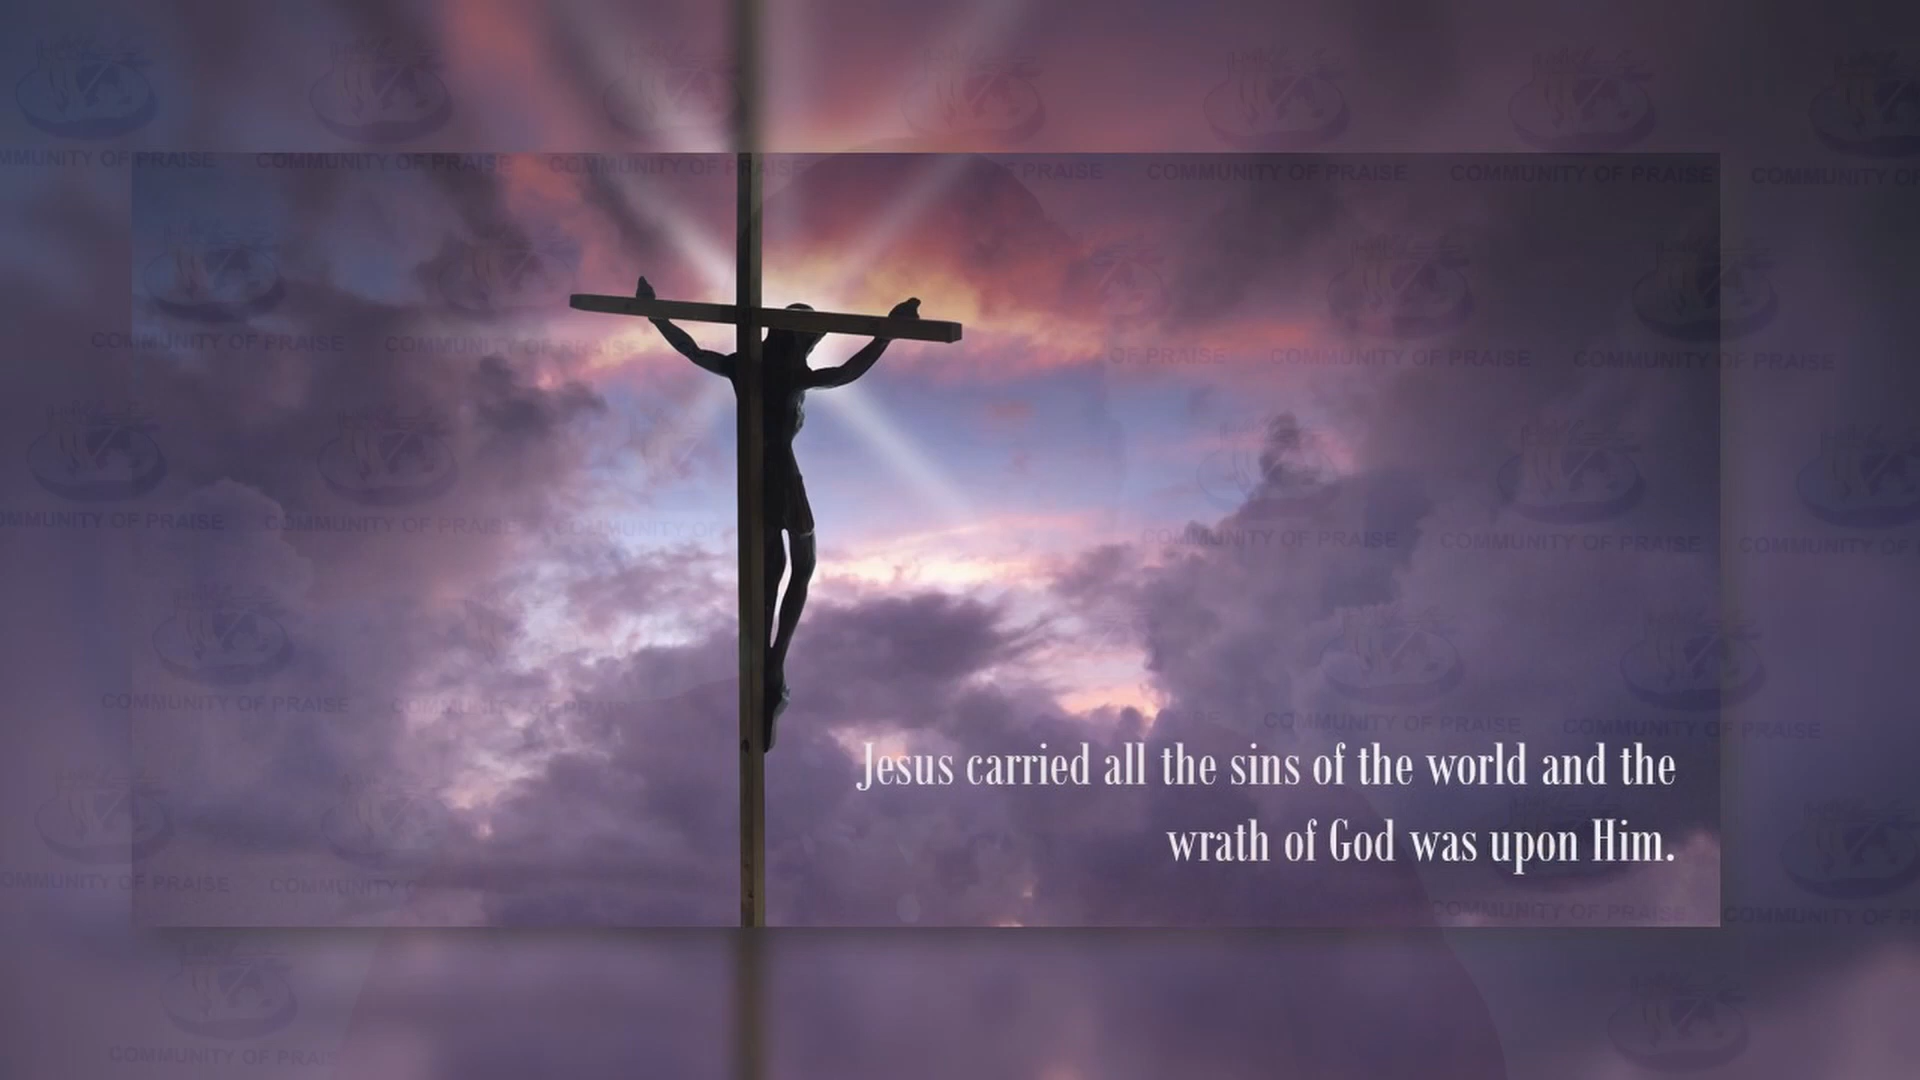 Jesus carried all the sins of the world and the
wrath of God was upon Him.
COMMUNITY OF PRAISE